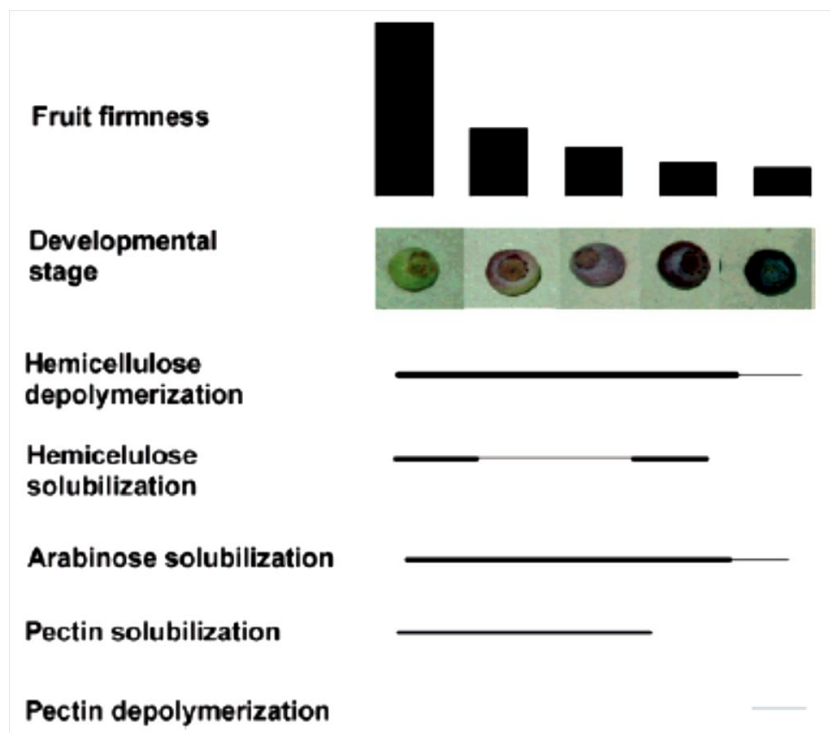 Fruit firmness
Developmental
stage
Hemicellulose
depolymerization
Hemicelulose
solubilization
Arabinose solubilization
Pectin solubilization
Pectin depolymerization